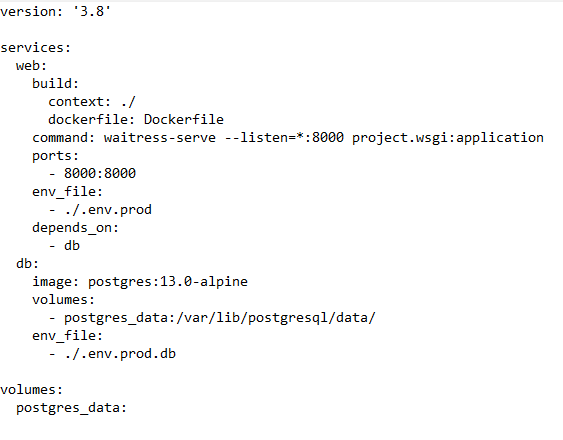 version: '3.8'

services:
  web:
    build:
      context: ./
      dockerfile: Dockerfile
    command: waitress-serve --listen=*:8000 project.wsgi:application
    ports:
      - 8000:8000
    env_file:
      - ./.env.prod
    depends_on:
      - db
  db:
    image: postgres:13.0-alpine
    volumes:
      - postgres_data:/var/lib/postgresql/data/
    env_file:
      - ./.env.prod.db

volumes:
  postgres_data: